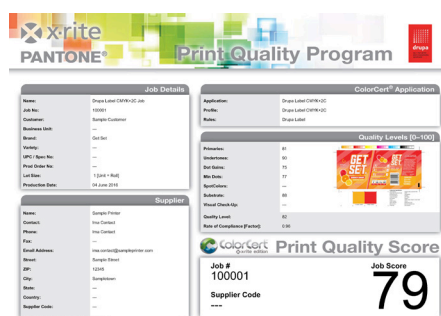 x·rite
PANTONE®
Print Quality Program
drupa
Job Details
Name: Drupa Label CMYK+2C Job
Job No: 100001
Customer: Sample Customer
Business Unit: ---
Brand: Get Set
Variety: ---
UPC / Spec No: ---
Prod Order No: ---
Lot Size: 1 [Unit = Roll]
Production Date: 04 June 2016
Supplier
Name: Sample Printer
Contact: Ima Contact
Phone: Ima Contact
Fax: ---
Email Address: ima.contact@sampleprinter.com
Street: Sample Street
ZIP: 12345
City: Sampletown
State: ---
Country: ---
Supplier Code: ---
ColorCert® Application
Application: Drupa Label CMYK+2C
Profile: Drupa Label CMYK+2C
Rules: Drupa Label
Quality Levels [0-100]
Primaries: 81
Undertones: 80
Dot Gains: 75
Min Dots: 77
SpotColors: ---
Substrate: 88
Visual Check-Up: ---
GET
SET
Quality Level: 82
Rate of Compliance [Factor]: 0.96
ColorCert
x-rite edition
Print Quality Score
Job #
100001
Supplier Code
---
Job Score
79